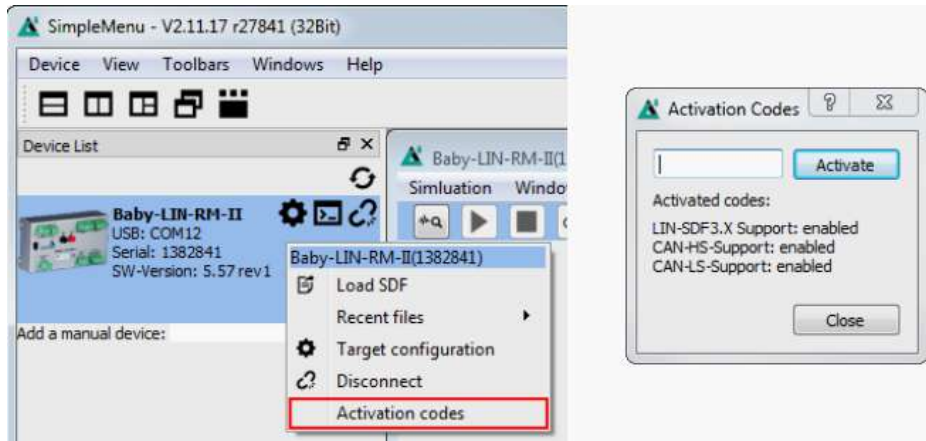 SimpleMenu - V2.11.17 r27841 (32Bit)
Device View Toolbars Windows Help
Device List
Baby-LIN-RM-II
USB: COM12
Serial: 1382841
SW-Version: 5.57 rev1
Add a manual device:
Baby-LIN-RM-II(1
Simluation Windo
Baby-LIN-RM-II(1382841)
Load SDF
Recent files
Target configuration
Disconnect
Activation codes
Activation Codes
Activate
Activated codes:
LIN-SDF3.X Support: enabled
CAN-HS-Support: enabled
CAN-LS-Support: enabled
Close